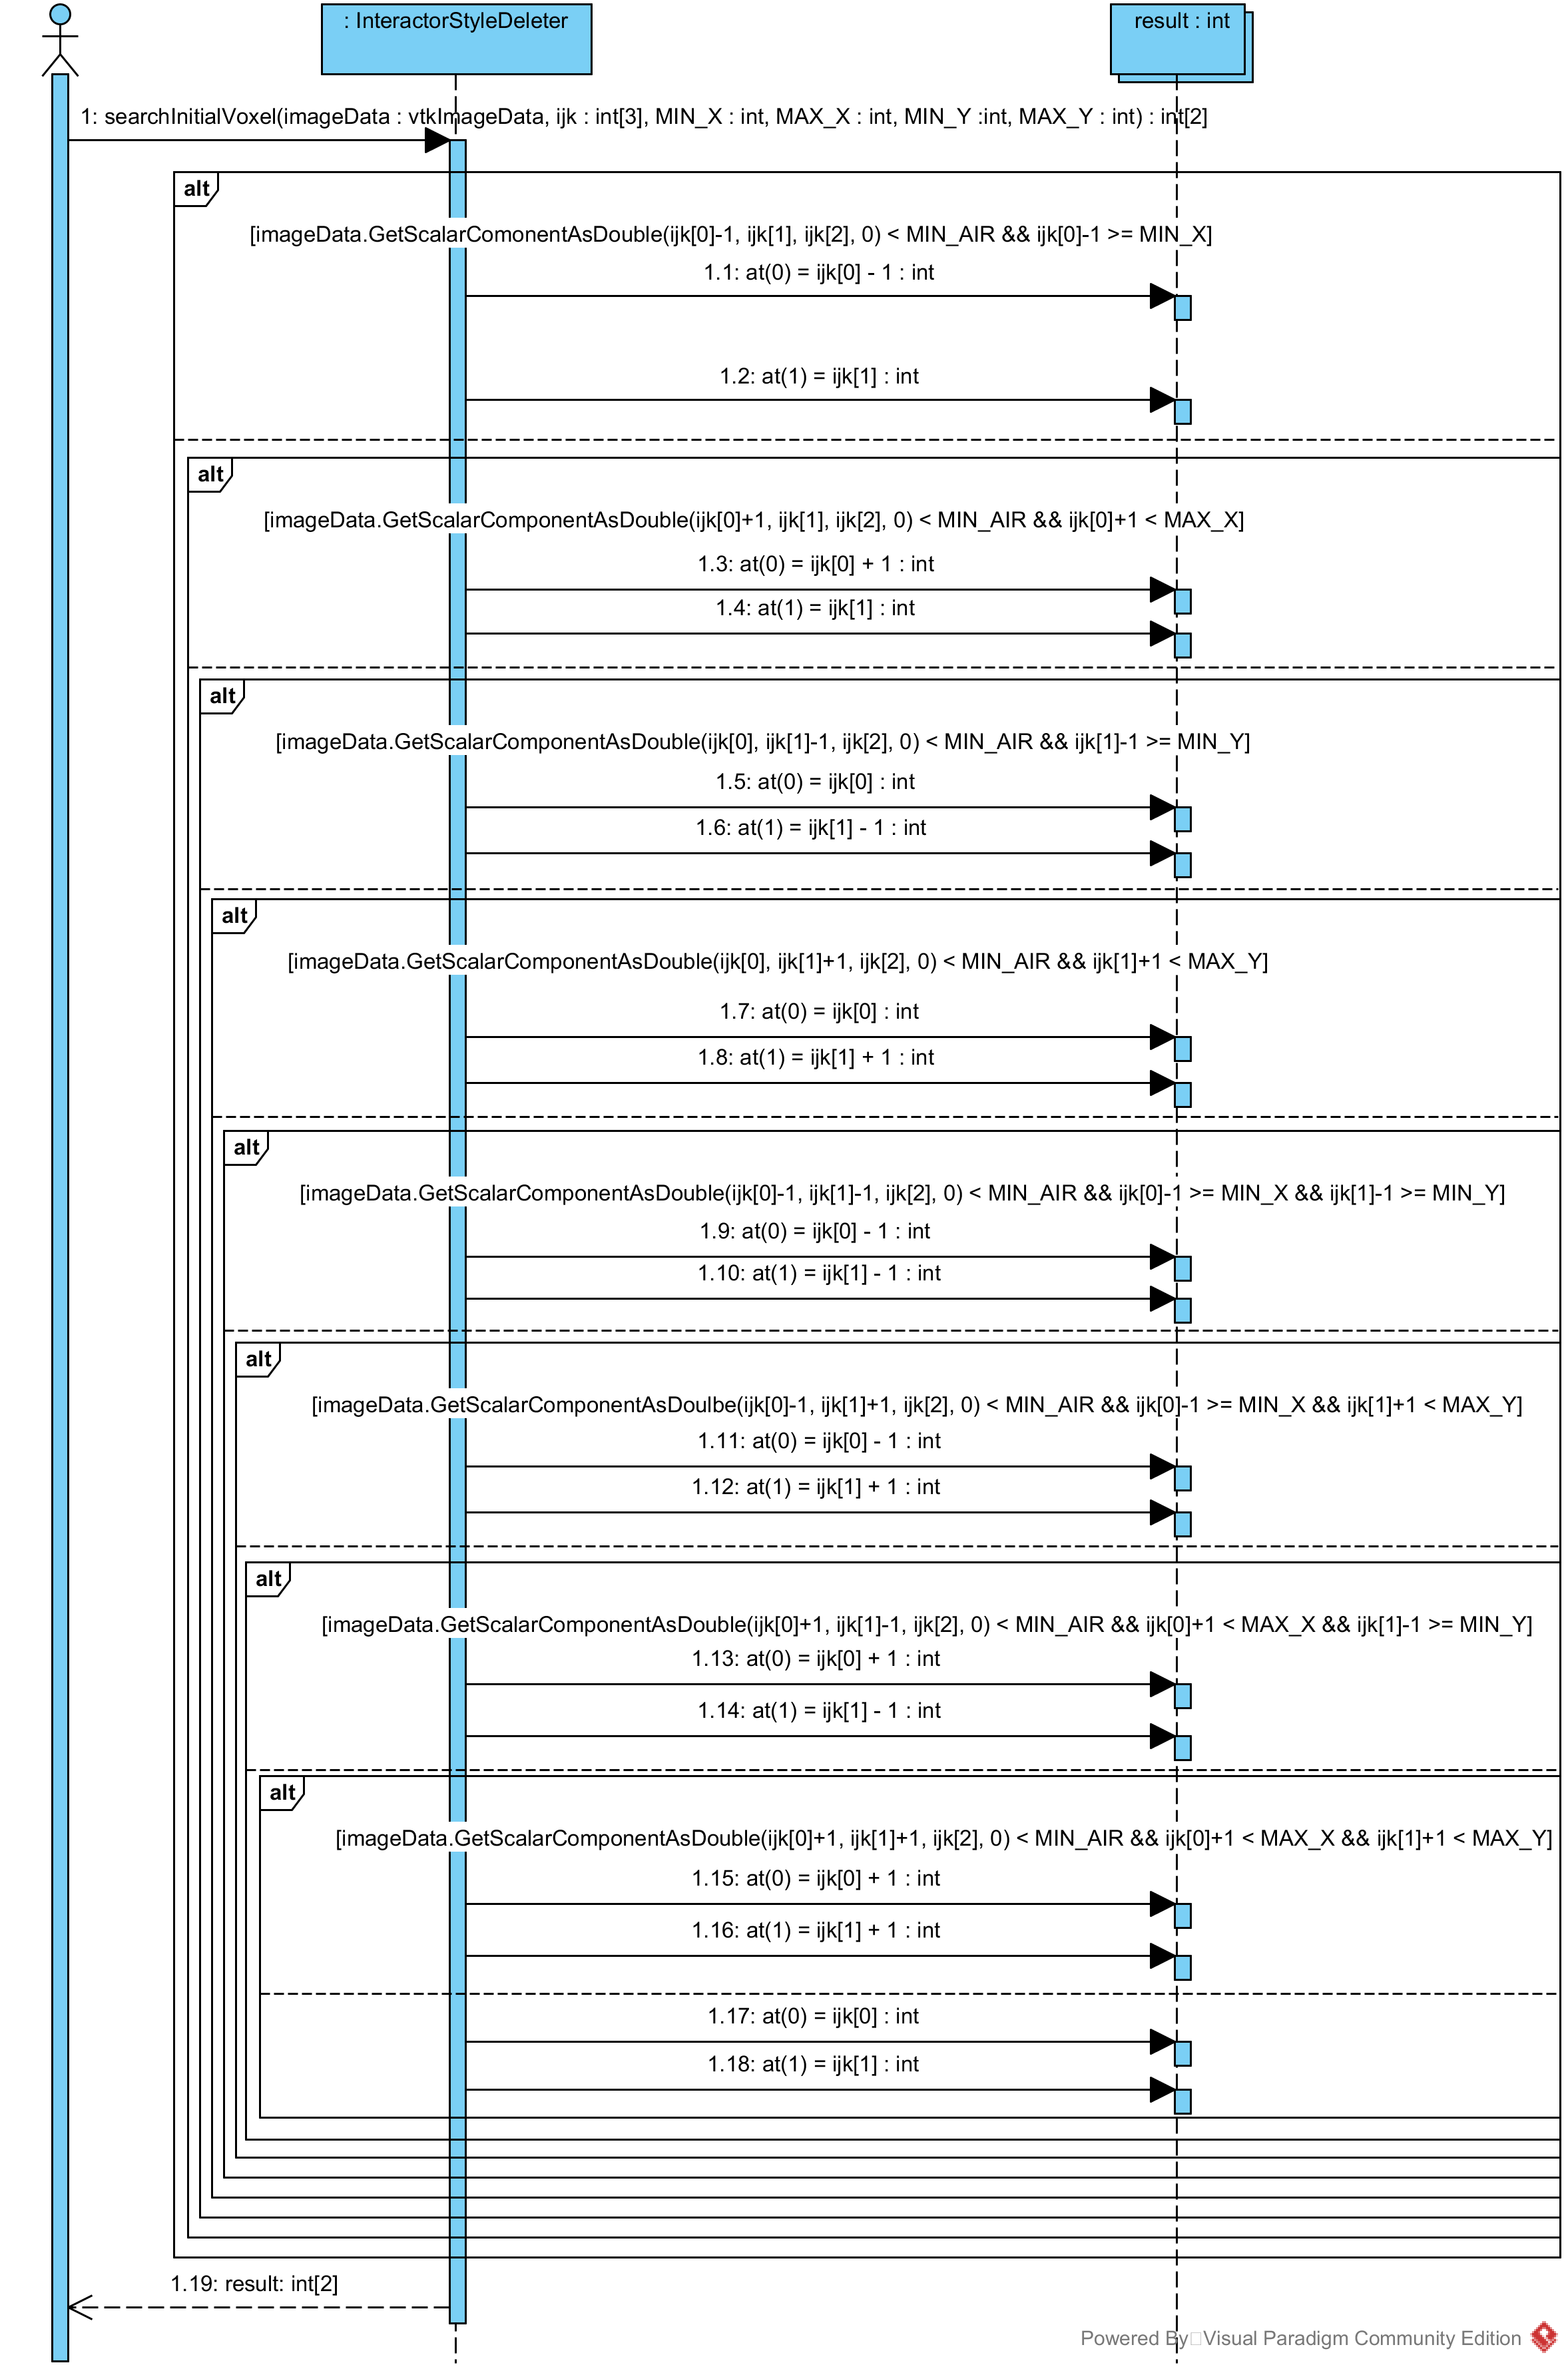 : InteractorStyleDeleter
result : int
1: searchInitialVoxel(imageData : vtkImageData, ijk : int[3], MIN_X : int, MAX_X : int, MIN_Y :int, MAX_Y : int) : int[2]
alt
[imageData.GetScalarComonentAsDouble(ijk[0]-1, ijk[1], ijk[2], 0) < MIN_AIR && ijk[0]-1 >= MIN_X]
1.1: at(0) = ijk[0] - 1 : int
1.2: at(1) = ijk[1] : int
alt
[imageData.GetScalarComponentAsDouble(ijk[0]+1, ijk[1], ijk[2], 0) < MIN_AIR && ijk[0]+1 < MAX_X]
1.3: at(0) = ijk[0] + 1 : int
1.4: at(1) = ijk[1] : int
alt
[imageData.GetScalarComponentAsDouble(ijk[0], ijk[1]-1, ijk[2], 0) < MIN_AIR && ijk[1]-1 >= MIN_Y]
1.5: at(0) = ijk[0] : int
1.6: at(1) = ijk[1] - 1 : int
alt
[imageData.GetScalarComponentAsDouble(ijk[0], ijk[1]+1, ijk[2], 0) < MIN_AIR && ijk[1]+1 < MAX_Y]
1.7: at(0) = ijk[0] : int
1.8: at(1) = ijk[1] + 1 : int
alt
[imageData.GetScalarComponentAsDouble(ijk[0]-1, ijk[1]-1, ijk[2], 0) < MIN_AIR && ijk[0]-1 >= MIN_X && ijk[1]-1 >= MIN_Y]
1.9: at(0) = ijk[0] - 1 : int
1.10: at(1) = ijk[1] - 1 : int
alt
[imageData.GetScalarComponentAsDoulbe(ijk[0]-1, ijk[1]+1, ijk[2], 0) < MIN_AIR && ijk[0]-1 >= MIN_X && ijk[1]+1 < MAX_Y]
1.11: at(0) = ijk[0] - 1 : int
1.12: at(1) = ijk[1] + 1 : int
alt
[imageData.GetScalarComponentAsDouble(ijk[0]+1, ijk[1]-1, ijk[2], 0) < MIN_AIR && ijk[0]+1 < MAX_X && ijk[1]-1 >= MIN_Y]
1.13: at(0) = ijk[0] + 1 : int
1.14: at(1) = ijk[1] - 1 : int
alt
[imageData.GetScalarComponentAsDouble(ijk[0]+1, ijk[1]+1, ijk[2], 0) < MIN_AIR && ijk[0]+1 < MAX_X && ijk[1]+1 < MAX_Y]
1.15: at(0) = ijk[0] + 1 : int
1.16: at(1) = ijk[1] + 1 : int
1.17: at(0) = ijk[0] : int
1.18: at(1) = ijk[1] : int
1.19: result: int[2]
Powered By Visual Paradigm Community Edition